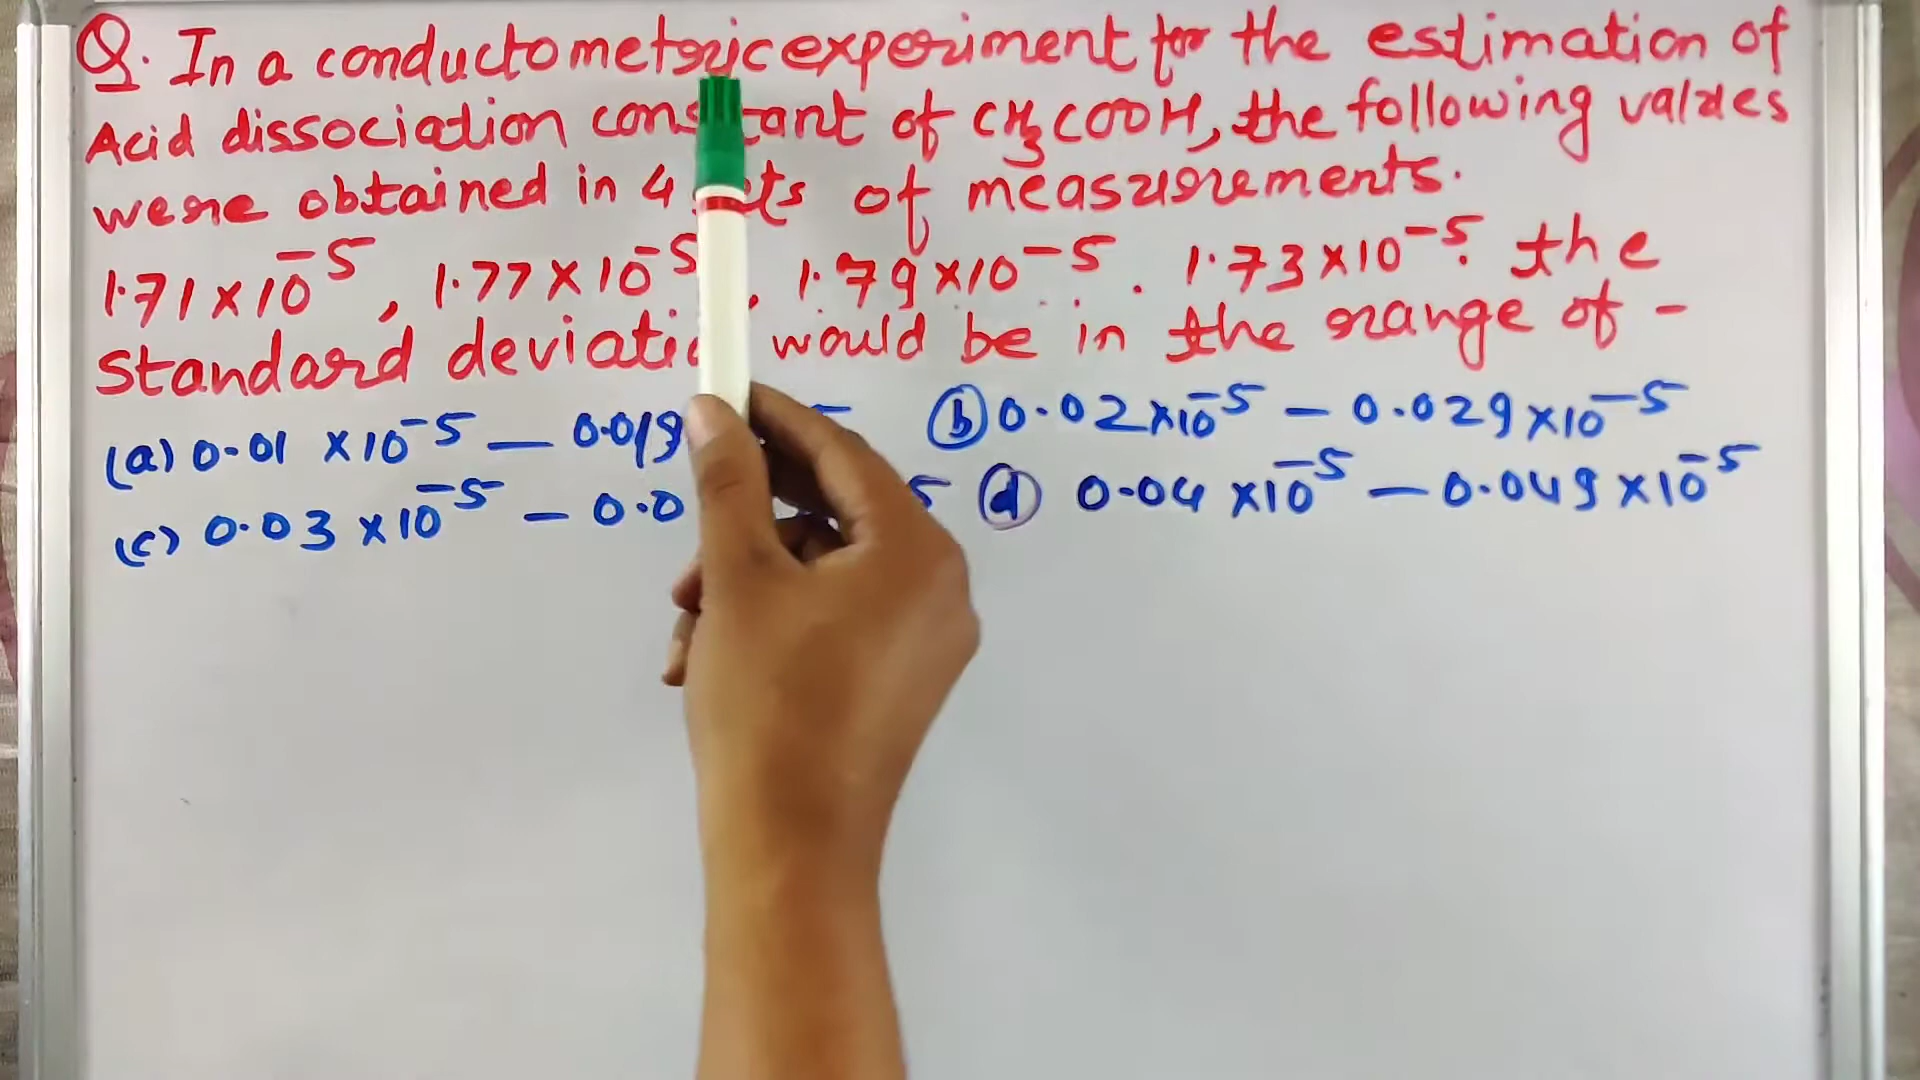 Q. In a conductometric experiment for the estimation of
Acid dissociation constant of CH3COOH, the following values
were obtained in 4 ts of measurements.
1.71×10^-5, 1.77×10^-5, 1.79×10^-5. 1.73×10^-5. the
standard deviati would be in the range of -
(a) 0.01 ×10^-5 — 0.019 5 (b) 0.02×10^-5 — 0.029×10^-5
(c) 0.03 ×10^-5 — 0.0 5 (d) 0.04 ×10^-5 — 0.049×10^-5